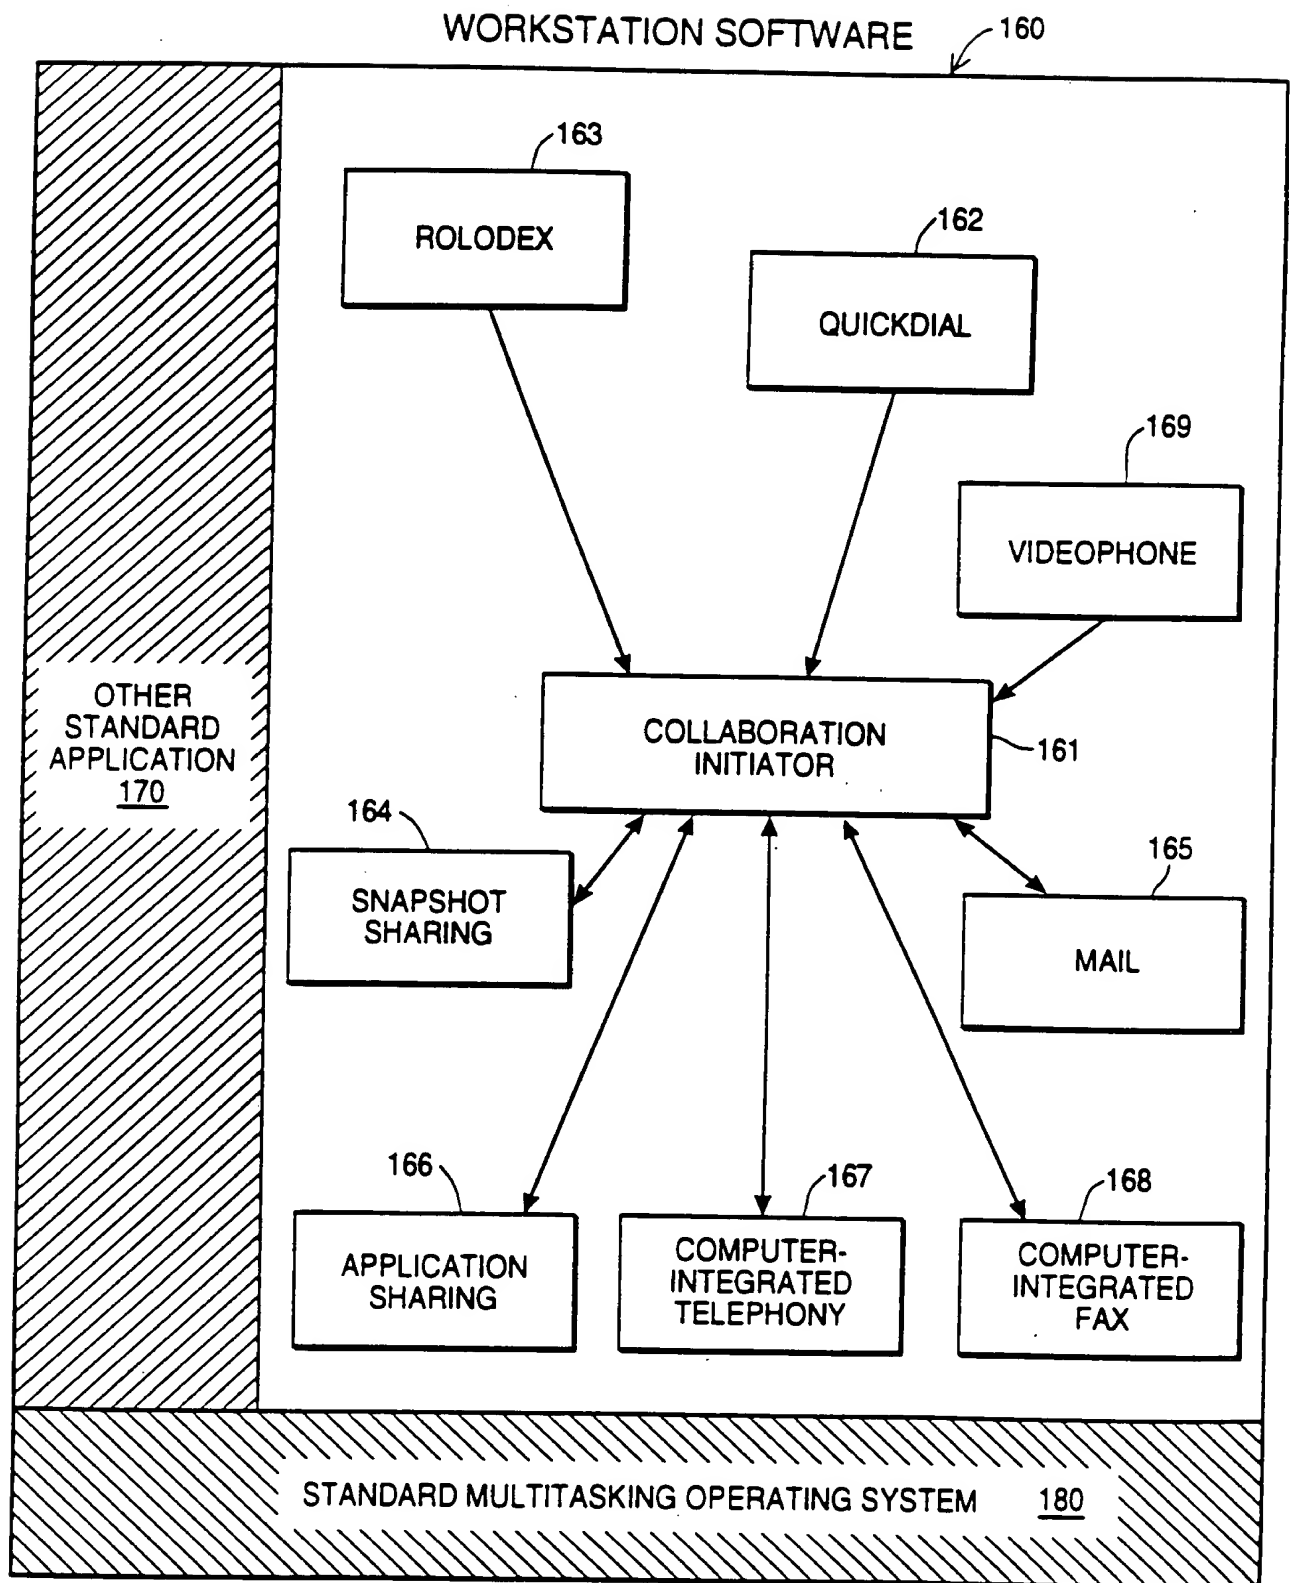 WORKSTATION SOFTWARE
160
163
ROLODEX
162
QUICKDIAL
169
VIDEOPHONE
OTHER
STANDARD
APPLICATION
170
COLLABORATION
INITIATOR
161
164
SNAPSHOT
SHARING
165
MAIL
166
APPLICATION
SHARING
167
COMPUTER-
INTEGRATED
TELEPHONY
168
COMPUTER-
INTEGRATED
FAX
STANDARD MULTITASKING OPERATING SYSTEM 180